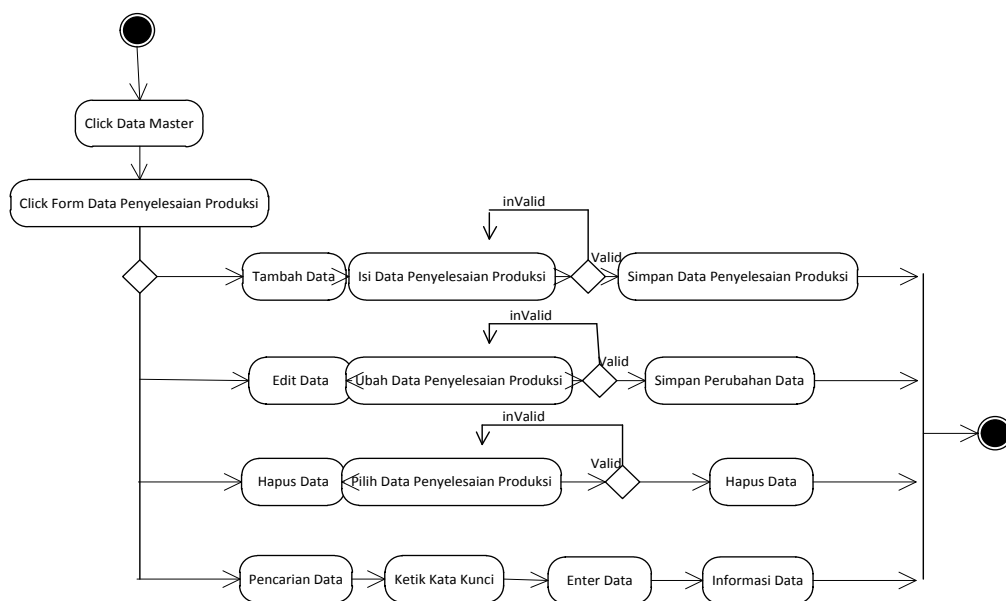 Click Data Master
Click Form Data Penyelesaian Produksi
inValid
Valid
Tambah Data
Isi Data Penyelesaian Produksi
Simpan Data Penyelesaian Produksi
inValid
Valid
Edit Data
Ubah Data Penyelesaian Produksi
Simpan Perubahan Data
inValid
Valid
Hapus Data
Pilih Data Penyelesaian Produksi
Hapus Data
Pencarian Data
Ketik Kata Kunci
Enter Data
Informasi Data